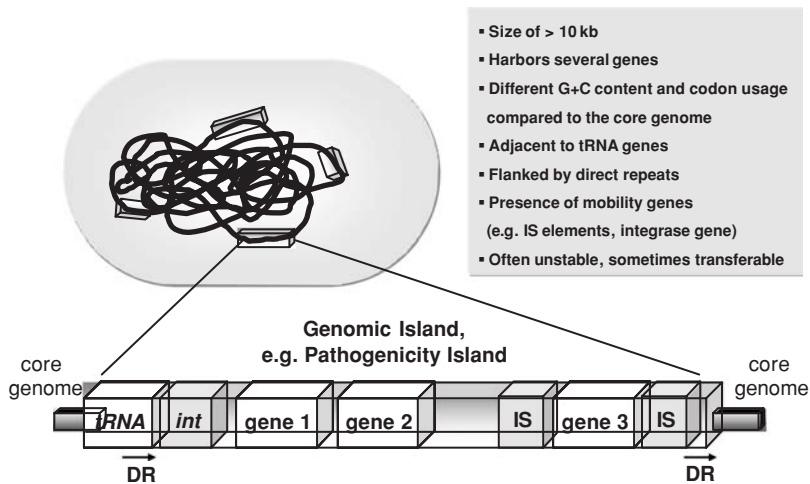 ▪ Size of > 10 kb
▪ Harbors several genes
▪ Different G+C content and codon usage
compared to the core genome
▪ Adjacent to tRNA genes
▪ Flanked by direct repeats
▪ Presence of mobility genes
(e.g. IS elements, integrase gene)
▪ Often unstable, sometimes transferable
Genomic Island,
e.g. Pathogenicity Island
core
genome
core
genome
tRNA int gene 1 gene 2 IS gene 3 IS
DR DR